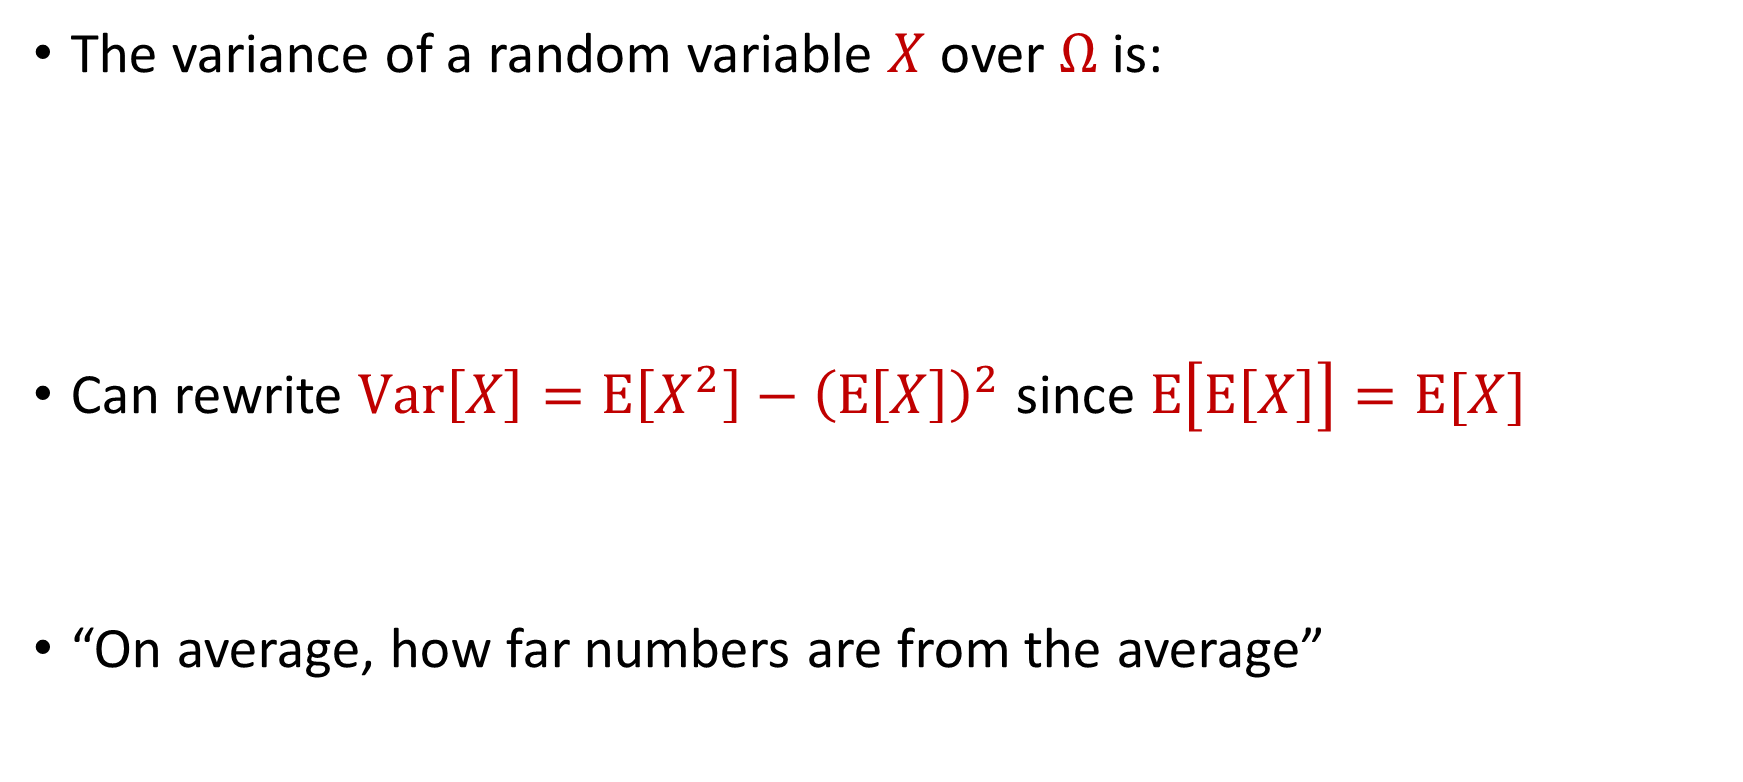 • The variance of a random variable X over Ω is:
• Can rewrite Var[X] = E[X²] − (E[X])² since E[E[X]] = E[X]
• “On average, how far numbers are from the average”